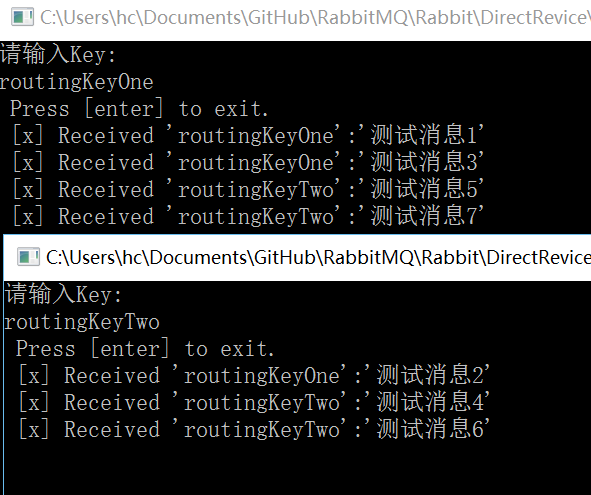 C:\Users\hc\Documents\GitHub\RabbitMQ\Rabbit\DirectRevice\
请输入Key:
routingKeyOne
Press [enter] to exit.
[x] Received 'routingKeyOne':'测试消息1'
[x] Received 'routingKeyOne':'测试消息3'
[x] Received 'routingKeyTwo':'测试消息5'
[x] Received 'routingKeyTwo':'测试消息7'
C:\Users\hc\Documents\GitHub\RabbitMQ\Rabbit\DirectRevice
请输入Key:
routingKeyTwo
Press [enter] to exit.
[x] Received 'routingKeyOne':'测试消息2'
[x] Received 'routingKeyTwo':'测试消息4'
[x] Received 'routingKeyTwo':'测试消息6'